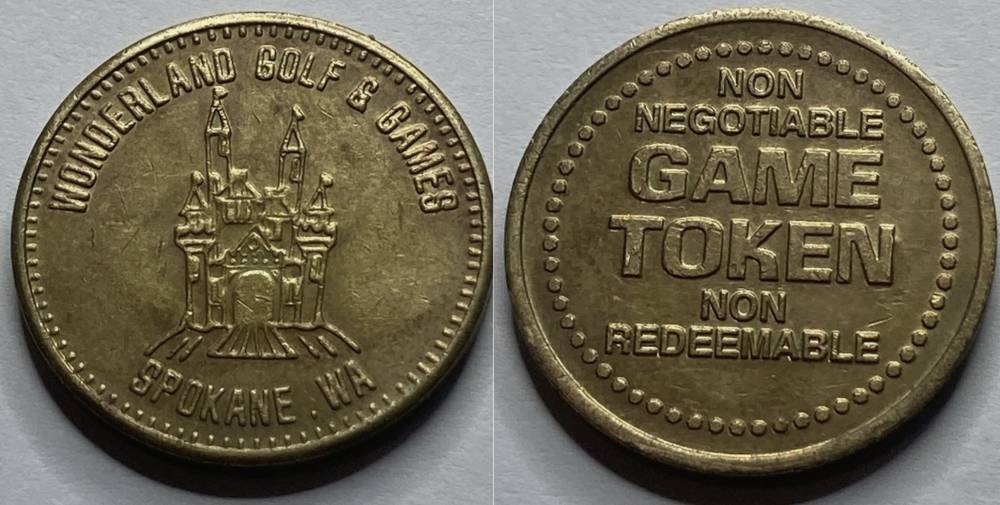 WONDERLAND GOLF & GAMES
SPOKANE, WA
NON
NEGOTIABLE
GAME
TOKEN
NON
REDEEMABLE